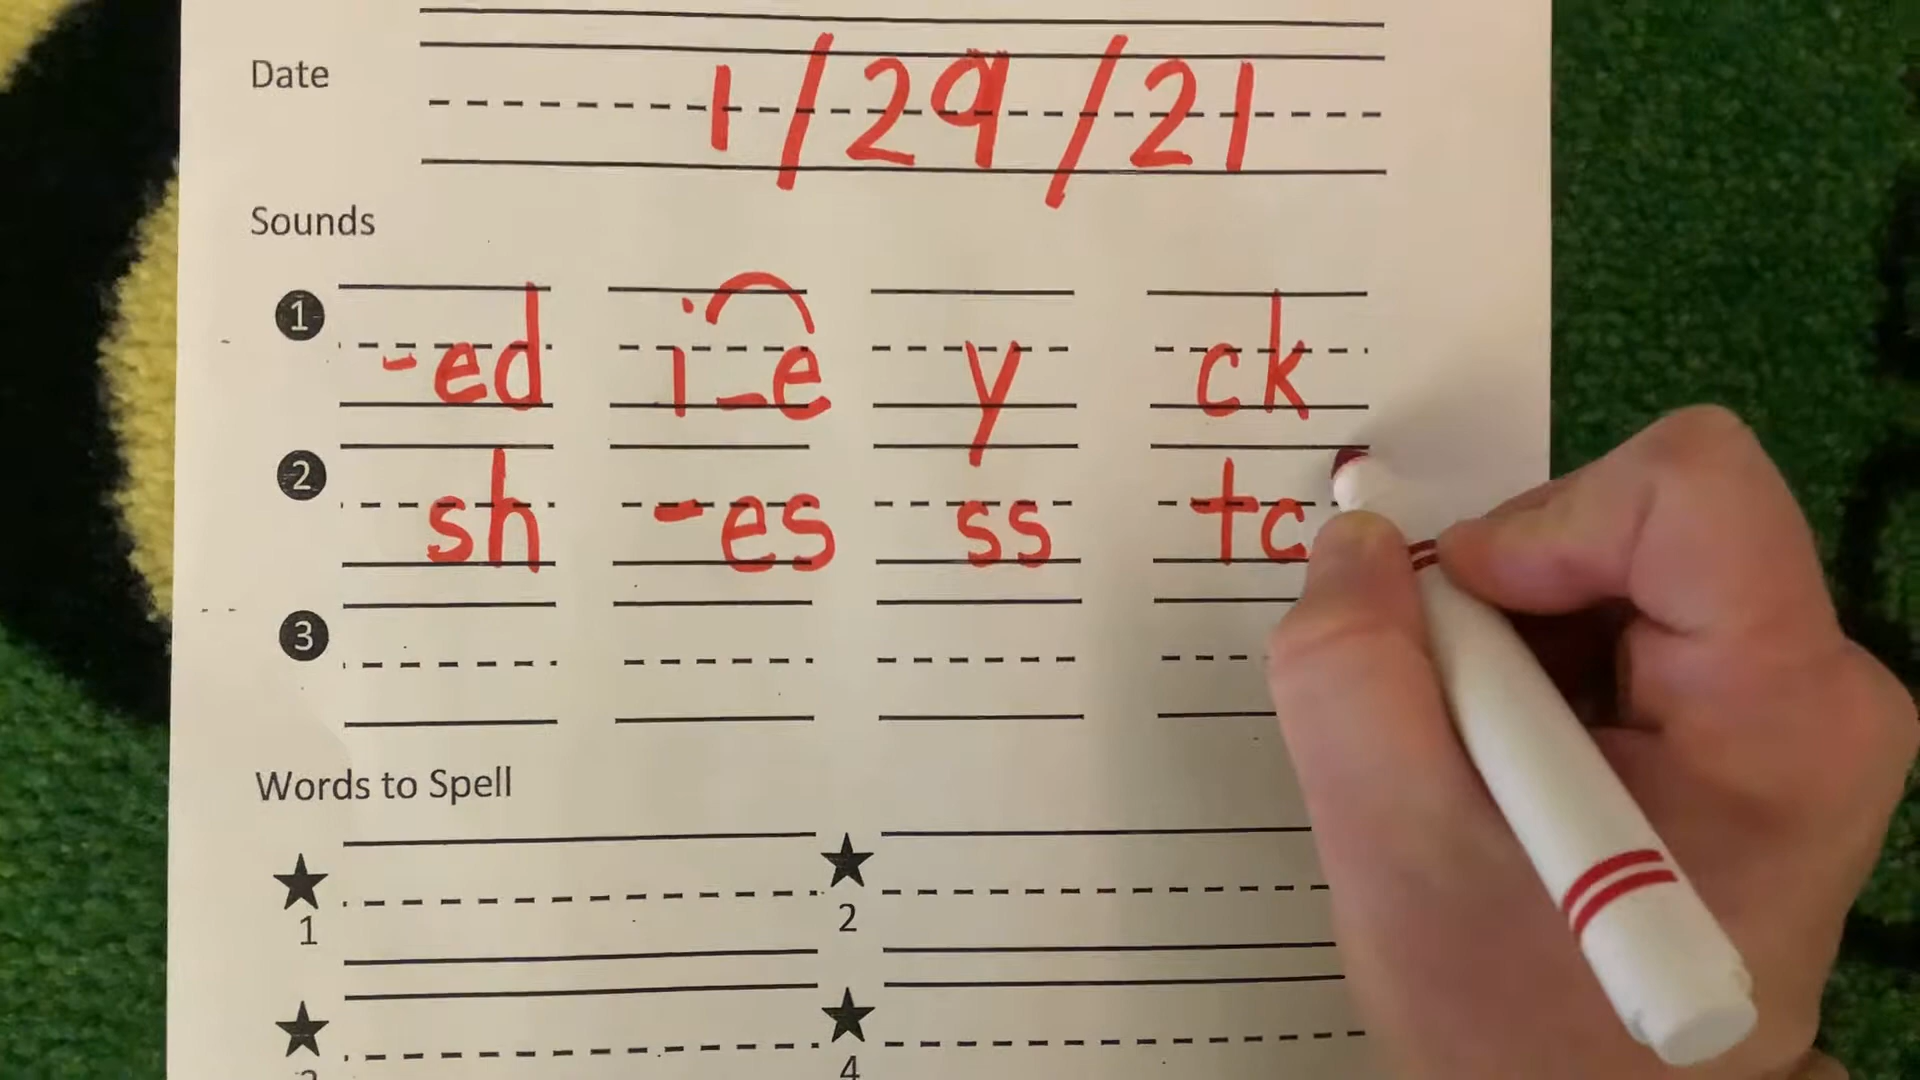 Date 1/29/21
Sounds
1 -ed i_e y ck
2 sh -es ss tc
3
Words to Spell
1 2
4